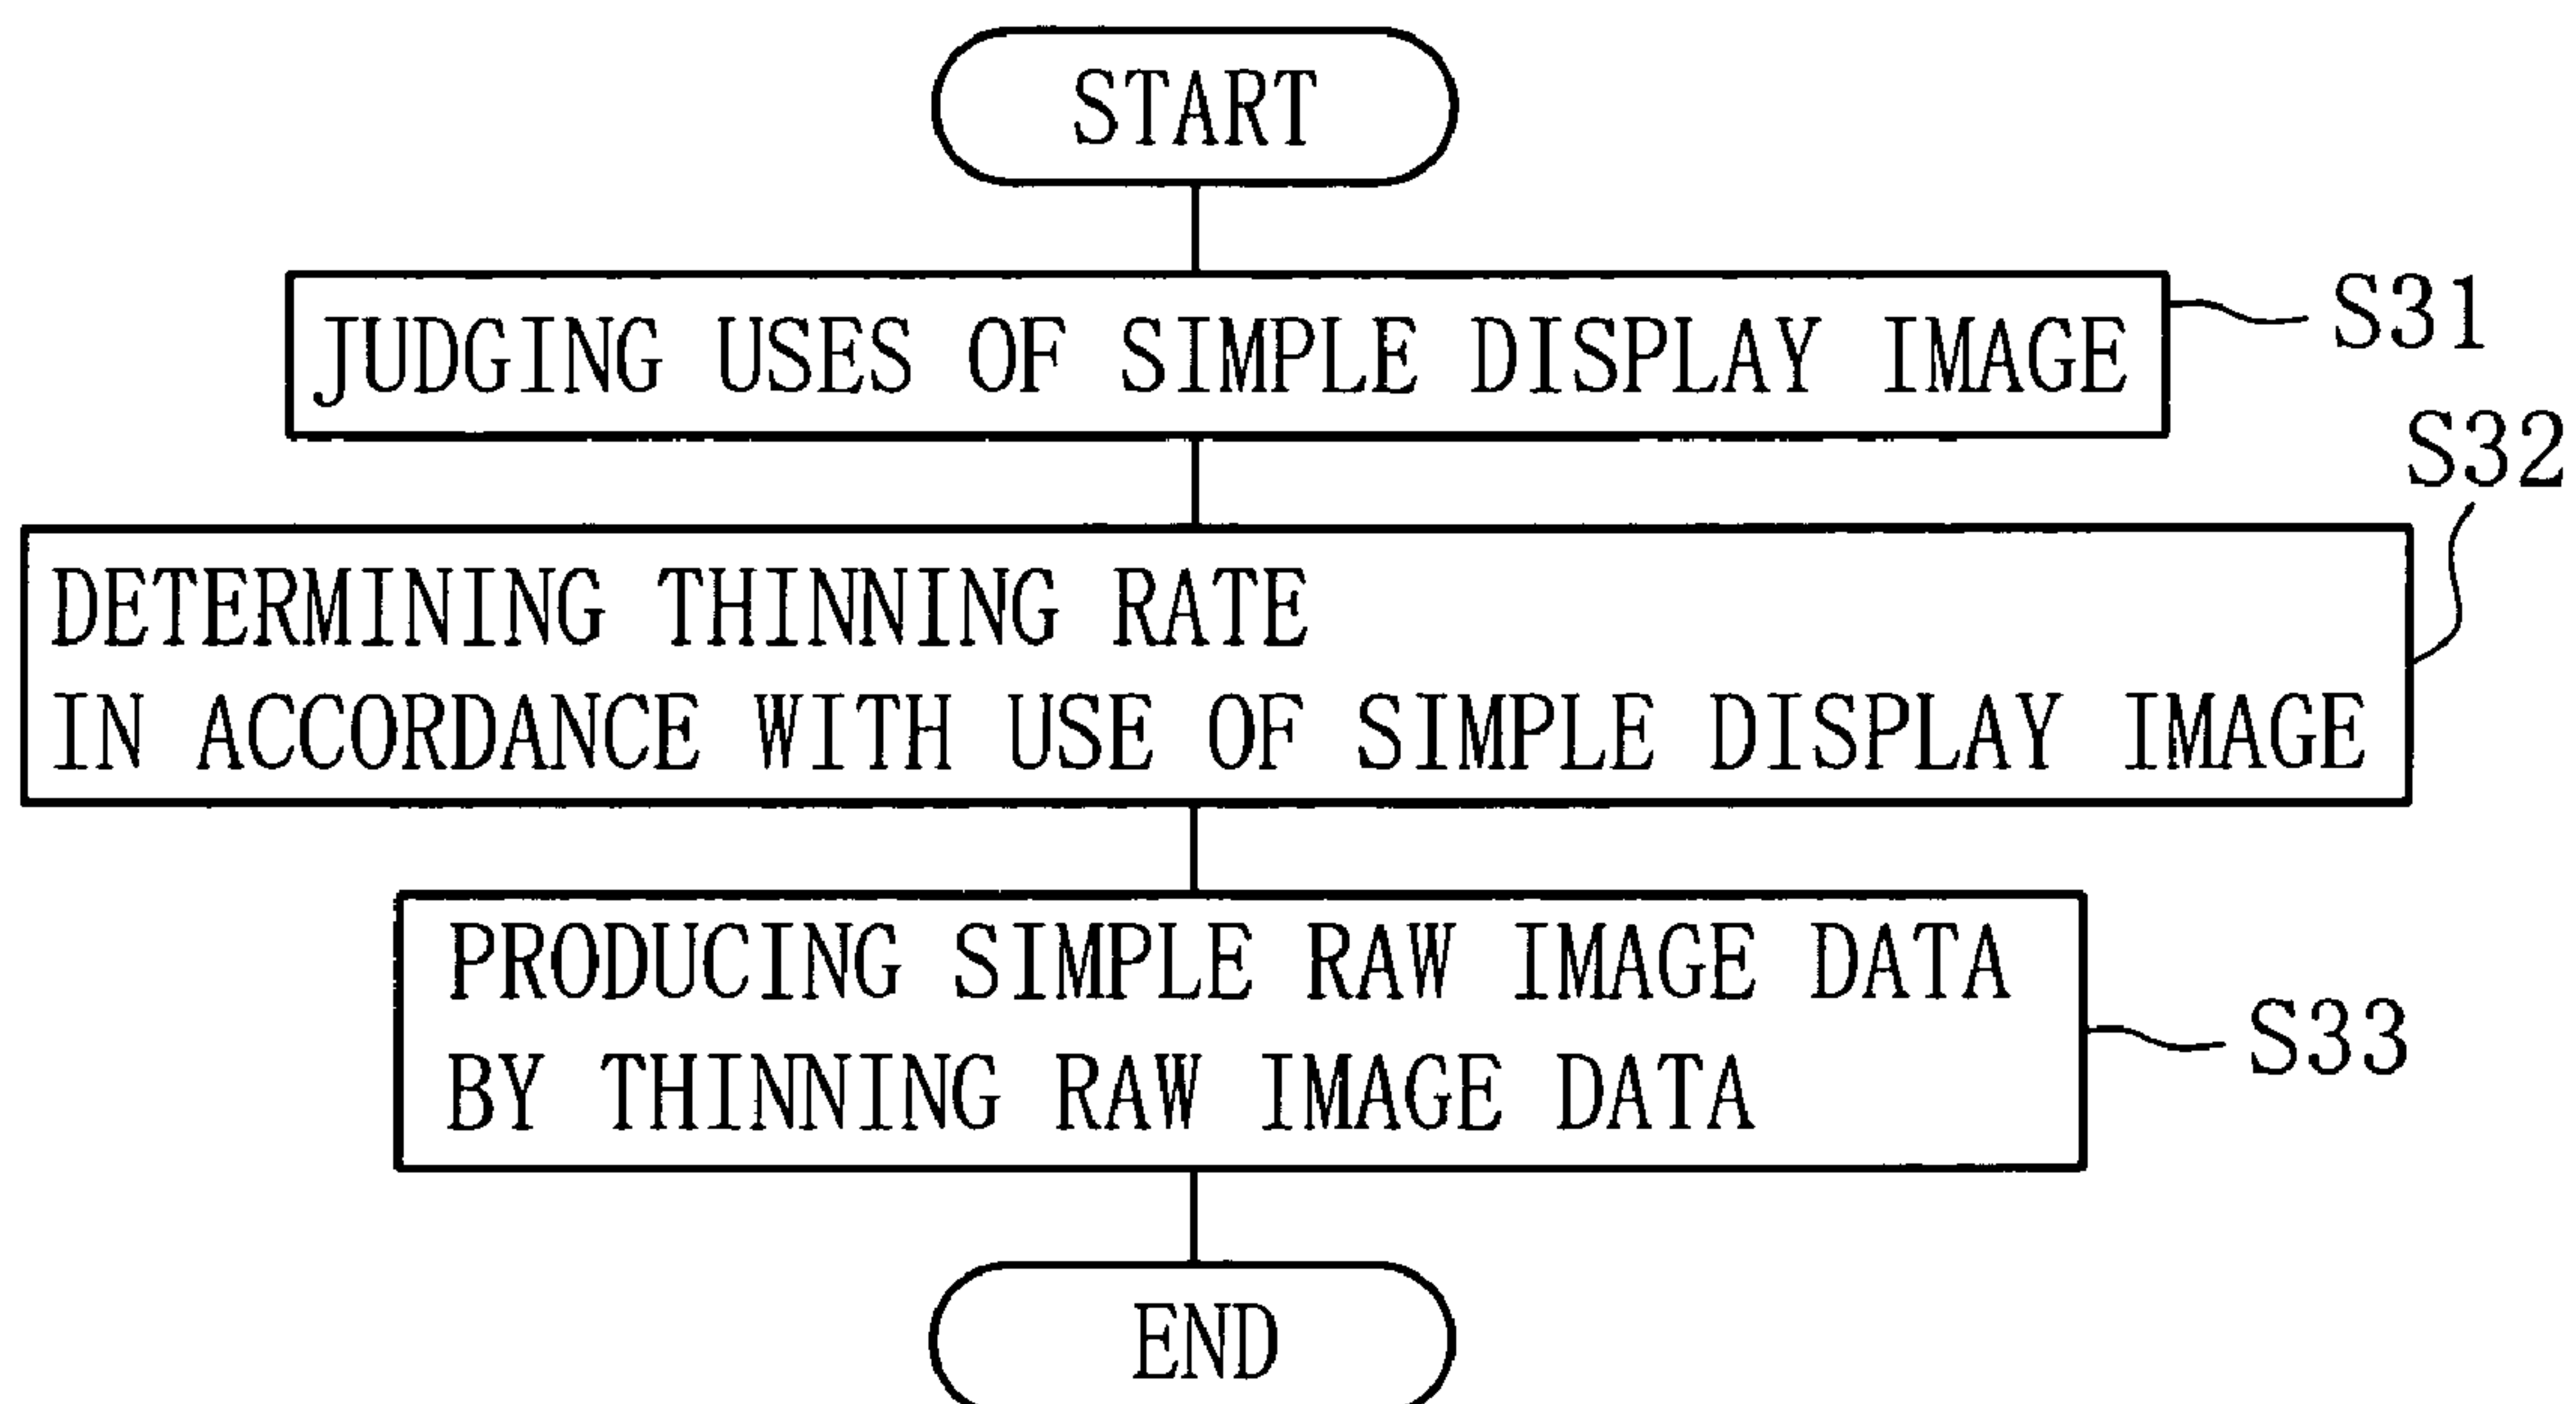 START
JUDGING USES OF SIMPLE DISPLAY IMAGE
S31
S32
DETERMINING THINNING RATE
IN ACCORDANCE WITH USE OF SIMPLE DISPLAY IMAGE
PRODUCING SIMPLE RAW IMAGE DATA
BY THINNING RAW IMAGE DATA
S33
END